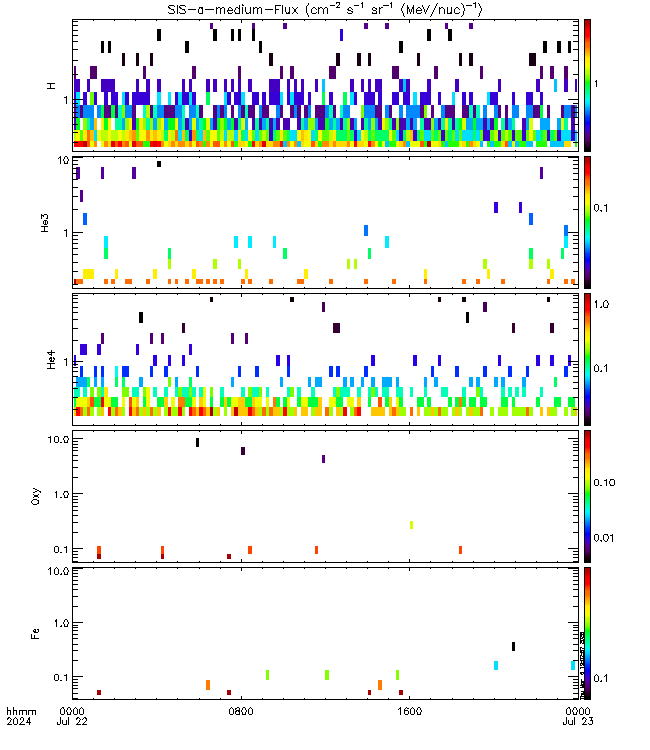 SIS-a-medium-Flux (cm⁻² s⁻¹ sr⁻¹ (MeV/nuc)⁻¹)
H
1
1
He3
10
1
0.1
He4
1
1.0
0.1
Oxy
10.0
1.0
0.1
0.10
0.01
Fe
10.0
1.0
0.1
0.1
hhmm 0000 0800 1600 0000
2024 Jul 22 Jul 23